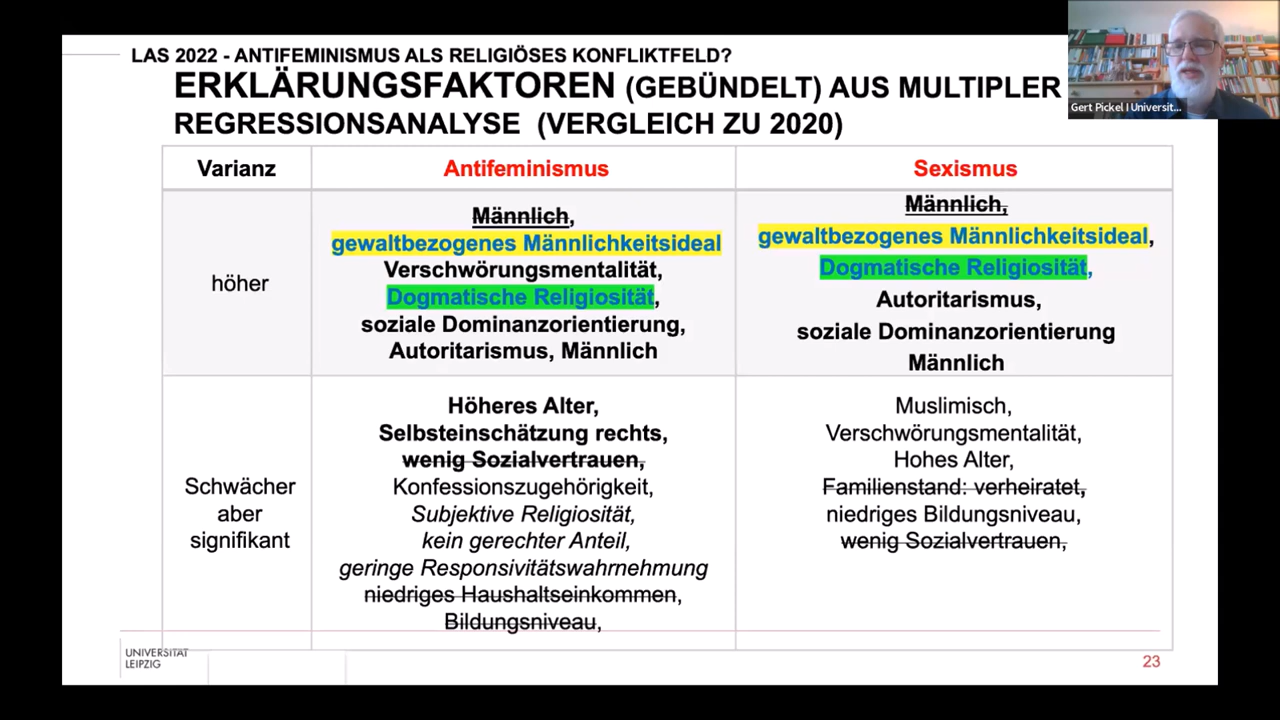 LAS 2022 - ANTIFEMINISMUS ALS RELIGIÖSES KONFLIKTFELD?
ERKLÄRUNGSFAKTOREN (GEBÜNDELT) AUS MULTIPLER
REGRESSIONSANALYSE (VERGLEICH ZU 2020)
Gert Pickel I Universit...
Varianz
Antifeminismus
Sexismus
höher
Männlich,
gewaltbezogenes Männlichkeitsideal
Verschwörungsmentalität,
Dogmatische Religiosität,
soziale Dominanzorientierung,
Autoritarismus, Männlich
Männlich,
gewaltbezogenes Männlichkeitsideal,
Dogmatische Religiosität,
Autoritarismus,
soziale Dominanzorientierung
Männlich
Schwächer
aber
signifikant
Höheres Alter,
Selbsteinschätzung rechts,
wenig Sozialvertrauen,
Konfessionszugehörigkeit,
Subjektive Religiosität,
kein gerechter Anteil,
geringe Responsivitätswahrnehmung
niedriges Haushaltseinkommen,
Bildungsniveau,
Muslimisch,
Verschwörungsmentalität,
Hohes Alter,
Familienstand: verheiratet,
niedriges Bildungsniveau,
wenig Sozialvertrauen,
UNIVERSITÄT
LEIPZIG
23